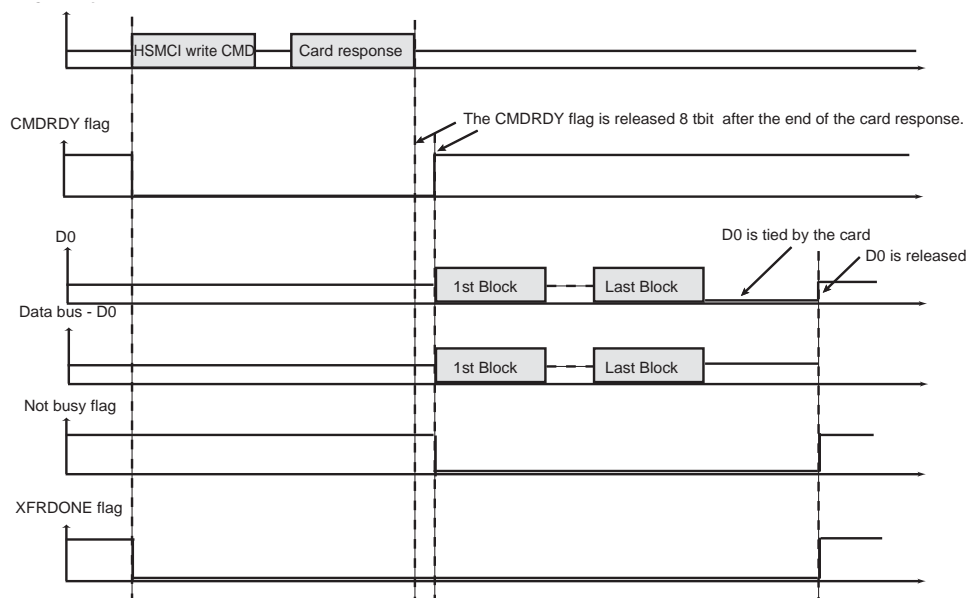 HSMCI write CMD Card response
The CMDRDY flag is released 8 tbit after the end of the card response.
CMDRDY flag
D0 is tied by the card
D0
D0 is released
1st Block Last Block
Data bus - D0
1st Block Last Block
Not busy flag
XFRDONE flag